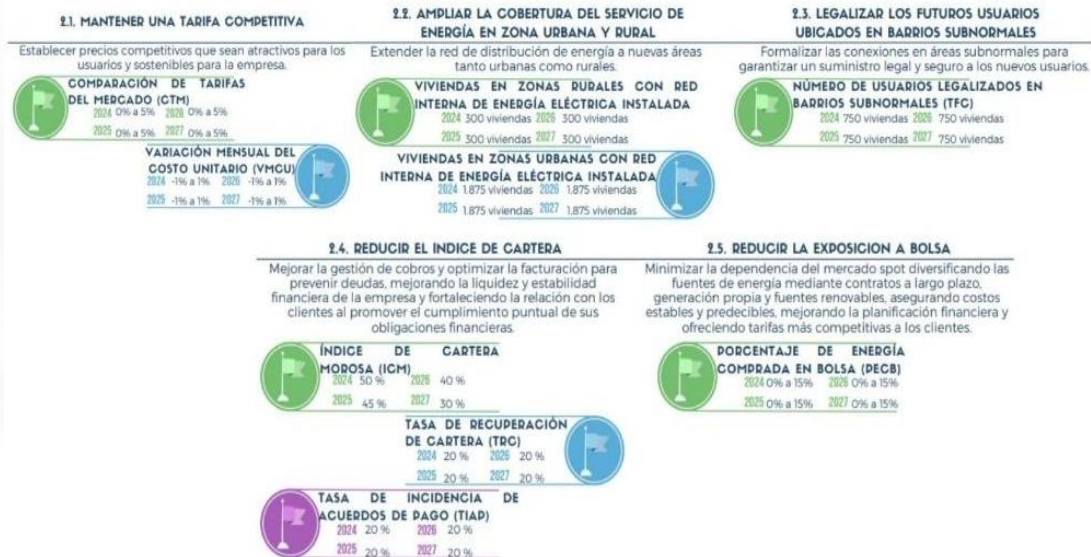 2.1. MANTENER UNA TARIFA COMPETITIVA
Establecer precios competitivos que sean atractivos para los
usuarios y sostenibles para la empresa.
COMPARACIÓN DE TARIFAS
DEL MERCADO (CTM)
2024 0% a 5% 2026 0% a 5%
2025 0% a 5% 2027 0% a 5%
VARIACIÓN MENSUAL DEL
COSTO UNITARIO (VMCU)
2024 -1% a 1% 2026 -1% a 1%
2025 -1% a 1% 2027 -1% a 1%
2.2. AMPLIAR LA COBERTURA DEL SERVICIO DE
ENERGÍA EN ZONA URBANA Y RURAL
Extender la red de distribución de energía a nuevas áreas
tanto urbanas como rurales.
VIVIENDAS EN ZONAS RURALES CON RED
INTERNA DE ENERGÍA ELÉCTRICA INSTALADA
2024 300 viviendas 2026 300 viviendas
2025 300 viviendas 2027 300 viviendas
VIVIENDAS EN ZONAS URBANAS CON RED
INTERNA DE ENERGÍA ELÉCTRICA INSTALADA
2024 1.875 viviendas 2026 1.875 viviendas
2025 1.875 viviendas 2027 1.875 viviendas
2.3. LEGALIZAR LOS FUTUROS USUARIOS
UBICADOS EN BARRIOS SUBNORMALES
Formalizar las conexiones en áreas subnormales para
garantizar un suministro legal y seguro a los nuevos usuarios.
NÚMERO DE USUARIOS LEGALIZADOS EN
BARRIOS SUBNORMALES (TFC)
2024 750 viviendas 2026 750 viviendas
2025 750 viviendas 2027 750 viviendas
2.4. REDUCIR EL INDICE DE CARTERA
Mejorar la gestión de cobros y optimizar la facturación para
prevenir deudas, mejorando la liquidez y estabilidad
financiera de la empresa y fortaleciendo la relación con los
clientes al promover el cumplimiento puntual de sus
obligaciones financieras.
ÍNDICE DE CARTERA
MOROSA (ICM)
2024 50 % 2026 40 %
2025 45 % 2027 30 %
TASA DE RECUPERACIÓN
DE CARTERA (TRC)
2024 20 % 2026 20 %
2025 20 % 2027 20 %
TASA DE INCIDENCIA DE
ACUERDOS DE PAGO (TIAP)
2024 20 % 2026 20 %
2025 20 % 2027 20 %
2.5. REDUCIR LA EXPOSICION A BOLSA
Minimizar la dependencia del mercado spot diversificando las
fuentes de energía mediante contratos a largo plazo,
generación propia y fuentes renovables, asegurando costos
estables y predecibles, mejorando la planificación financiera y
ofreciendo tarifas más competitivas a los clientes.
PORCENTAJE DE ENERGÍA
COMPRADA EN BOLSA (PECB)
2024 0% a 15% 2026 0% a 15%
2025 0% a 15% 2027 0% a 15%